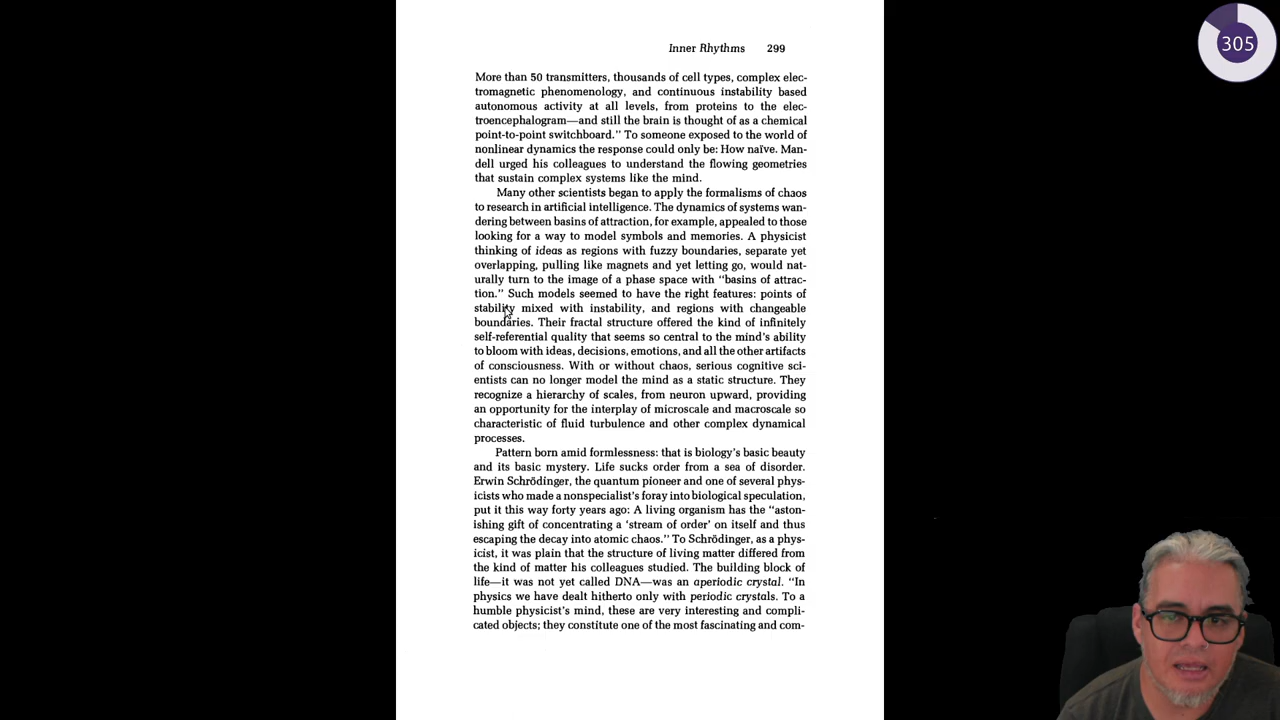 305
Inner Rhythms 299
More than 50 transmitters, thousands of cell types, complex elec-
tromagnetic phenomenology, and continuous instability based
autonomous activity at all levels, from proteins to the elec-
troencephalogram—and still the brain is thought of as a chemical
point-to-point switchboard." To someone exposed to the world of
nonlinear dynamics the response could only be: How naïve. Man-
dell urged his colleagues to understand the flowing geometries
that sustain complex systems like the mind.
Many other scientists began to apply the formalisms of chaos
to research in artificial intelligence. The dynamics of systems wan-
dering between basins of attraction, for example, appealed to those
looking for a way to model symbols and memories. A physicist
thinking of ideas as regions with fuzzy boundaries, separate yet
overlapping, pulling like magnets and yet letting go, would nat-
urally turn to the image of a phase space with "basins of attrac-
tion." Such models seemed to have the right features: points of
stability mixed with instability, and regions with changeable
boundaries. Their fractal structure offered the kind of infinitely
self-referential quality that seems so central to the mind's ability
to bloom with ideas, decisions, emotions, and all the other artifacts
of consciousness. With or without chaos, serious cognitive sci-
entists can no longer model the mind as a static structure. They
recognize a hierarchy of scales, from neuron upward, providing
an opportunity for the interplay of microscale and macroscale so
characteristic of fluid turbulence and other complex dynamical
processes.
Pattern born amid formlessness: that is biology's basic beauty
and its basic mystery. Life sucks order from a sea of disorder.
Erwin Schrödinger, the quantum pioneer and one of several phys-
icists who made a nonspecialist's foray into biological speculation,
put it this way forty years ago: A living organism has the "aston-
ishing gift of concentrating a 'stream of order' on itself and thus
escaping the decay into atomic chaos." To Schrödinger, as a phys-
icist, it was plain that the structure of living matter differed from
the kind of matter his colleagues studied. The building block of
life—it was not yet called DNA—was an aperiodic crystal. "In
physics we have dealt hitherto only with periodic crystals. To a
humble physicist's mind, these are very interesting and compli-
cated objects; they constitute one of the most fascinating and com-